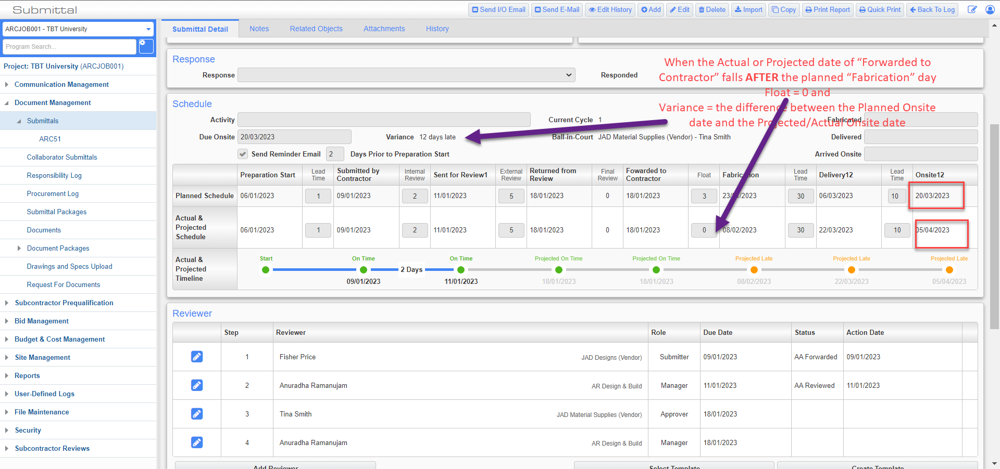 Submittal
Send I/O Email
Send E-Mail
Edit History
Add
Edit
Delete
Import
Copy
Print Report
Quick Print
Back To Log
ARCJOB001 - TBT University
Program Search...
Project: TBT University (ARCJOB001)
Communication Management
Document Management
Submittals
ARC51
Collaborator Submittals
Responsibility Log
Procurement Log
Submittal Packages
Documents
Document Packages
Drawings and Specs Upload
Request For Documents
Subcontractor Prequalification
Bid Management
Budget & Cost Management
Site Management
Reports
User-Defined Logs
File Maintenance
Security
Subcontractor Reviews
Submittal Detail
Notes
Related Objects
Attachments
History
Response
Response
Responded
When the Actual or Projected date of “Forwarded to
Contractor” falls AFTER the planned “Fabrication” day
Float = 0 and
Variance = the difference between the Planned Onsite
date and the Projected/Actual Onsite date
Schedule
Activity
Current Cycle 1
Fabricated
Due Onsite 20/03/2023
Variance 12 days late
Ball-in-Court JAD Material Supplies (Vendor) - Tina Smith
Delivered
Send Reminder Email 2 Days Prior to Preparation Start
Arrived Onsite
Preparation Start
Lead
Time
Submitted by
Contractor
Internal
Review
Sent for Review1
External
Review
Returned from
Review
Final
Review
Fowarded to
Contractor
Float
Fabrication
Lead
Time
Delivery12
Lead
Time
Onsite12
Planned Schedule 06/01/2023 1 09/01/2023 2 11/01/2023 5 18/01/2023 0 18/01/2023 3 23/01/2023 30 06/03/2023 10 20/03/2023
Actual &
Projected
Schedule
06/01/2023 1 09/01/2023 2 11/01/2023 5 18/01/2023 0 18/01/2023 0 08/02/2023 30 22/03/2023 10 05/04/2023
Actual &
Projected
Timeline
Start On Time On Time Projected On Time Projected On Time Projected Late Projected Late Projected Late
2 Days
09/01/2023 11/01/2023 18/01/2023 18/01/2023 08/02/2023 22/03/2023 05/04/2023
Reviewer
Step Reviewer Role Due Date Status Action Date
1 Fisher Price JAD Designs (Vendor) Submitter 09/01/2023 AA Forwarded 09/01/2023
2 Anuradha Ramanujam AR Design & Build Manager 11/01/2023 AA Reviewed 11/01/2023
3 Tina Smith JAD Material Supplies (Vendor) Approver 18/01/2023
4 Anuradha Ramanujam AR Design & Build Manager 18/01/2023
Add Reviewer
Select Template
Create Template